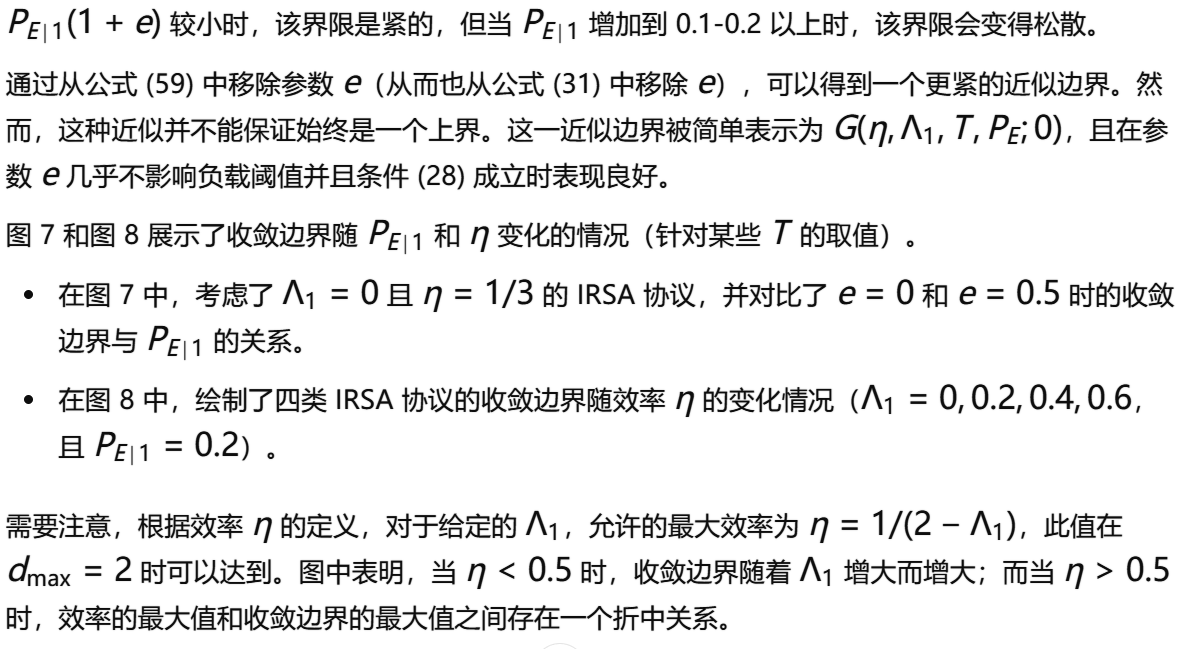 P_{E|1}(1 + e) 较小时，该界限是紧的，但当 P_{E|1} 增加到 0.1-0.2 以上时，该界限会变得松散。
通过从公式 (59) 中移除参数 e（从而也从公式 (31) 中移除 e），可以得到一个更紧的近似边界。然
而，这种近似并不能保证始终是一个上界。这一近似边界被简单表示为 G(η, Λ₁, T, P_E; 0)，且在参
数 e 几乎不影响负载阈值并且条件 (28) 成立时表现良好。
图 7 和图 8 展示了收敛边界随 P_{E|1} 和 η 变化的情况（针对某些 T 的取值）。
• 在图 7 中，考虑了 Λ₁ = 0 且 η = 1/3 的 IRSA 协议，并对比了 e = 0 和 e = 0.5 时的收敛
边界与 P_{E|1} 的关系。
• 在图 8 中，绘制了四类 IRSA 协议的收敛边界随效率 η 的变化情况（Λ₁ = 0, 0.2, 0.4, 0.6，
且 P_{E|1} = 0.2）。
需要注意，根据效率 η 的定义，对于给定的 Λ₁，允许的最大效率为 η = 1/(2 − Λ₁)，此值在
d_{max} = 2 时可以达到。图中表明，当 η < 0.5 时，收敛边界随着 Λ₁ 增大而增大；而当 η > 0.5
时，效率的最大值和收敛边界的最大值之间存在一个折中关系。